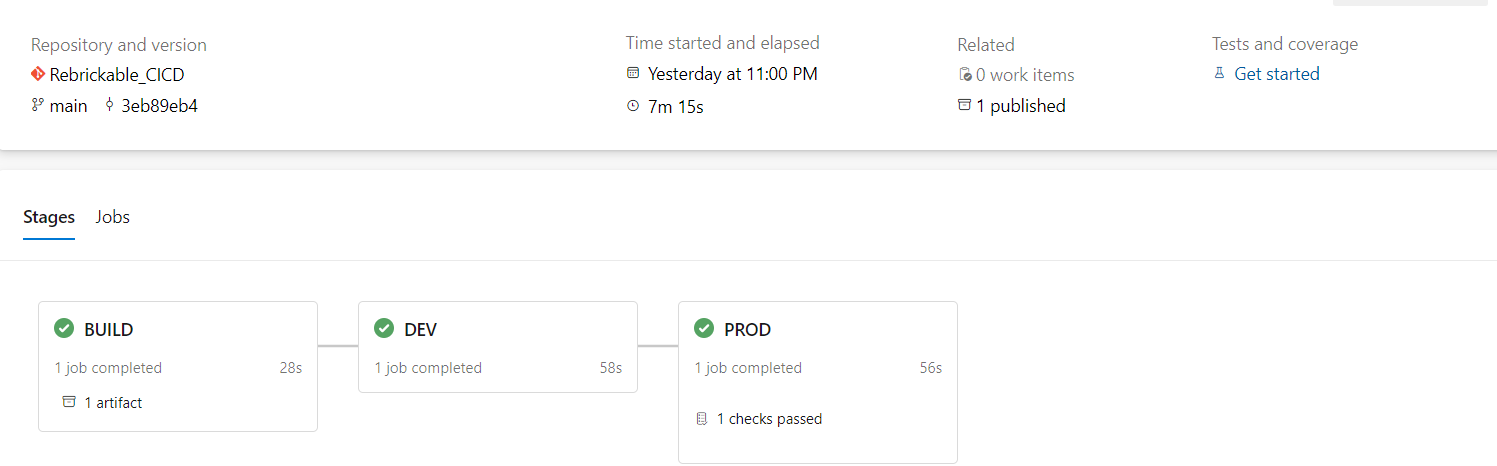 Repository and version
Rebrickable_CICD
main 3eb89eb4
Time started and elapsed
Yesterday at 11:00 PM
7m 15s
Related
0 work items
1 published
Tests and coverage
Get started
Stages Jobs
BUILD
1 job completed 28s
1 artifact
DEV
1 job completed 58s
PROD
1 job completed 56s
1 checks passed